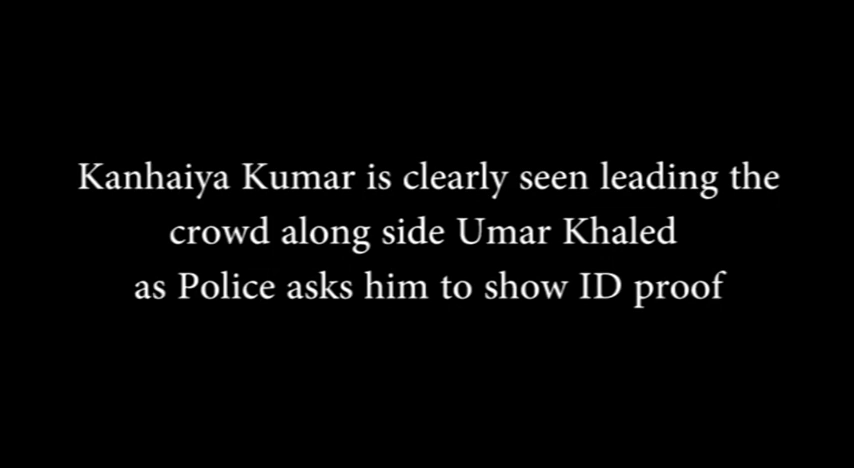 Kanhaiya Kumar is clearly seen leading the
crowd along side Umar Khaled
as Police asks him to show ID proof